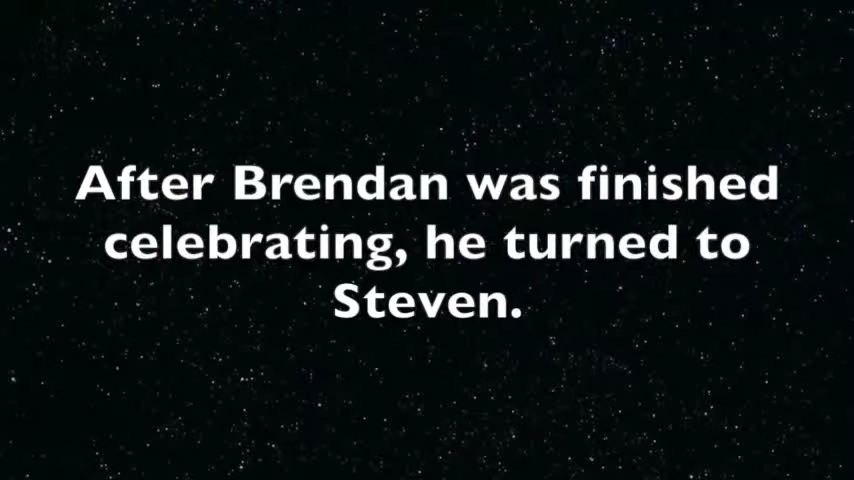 After Brendan was finished
celebrating, he turned to
Steven.